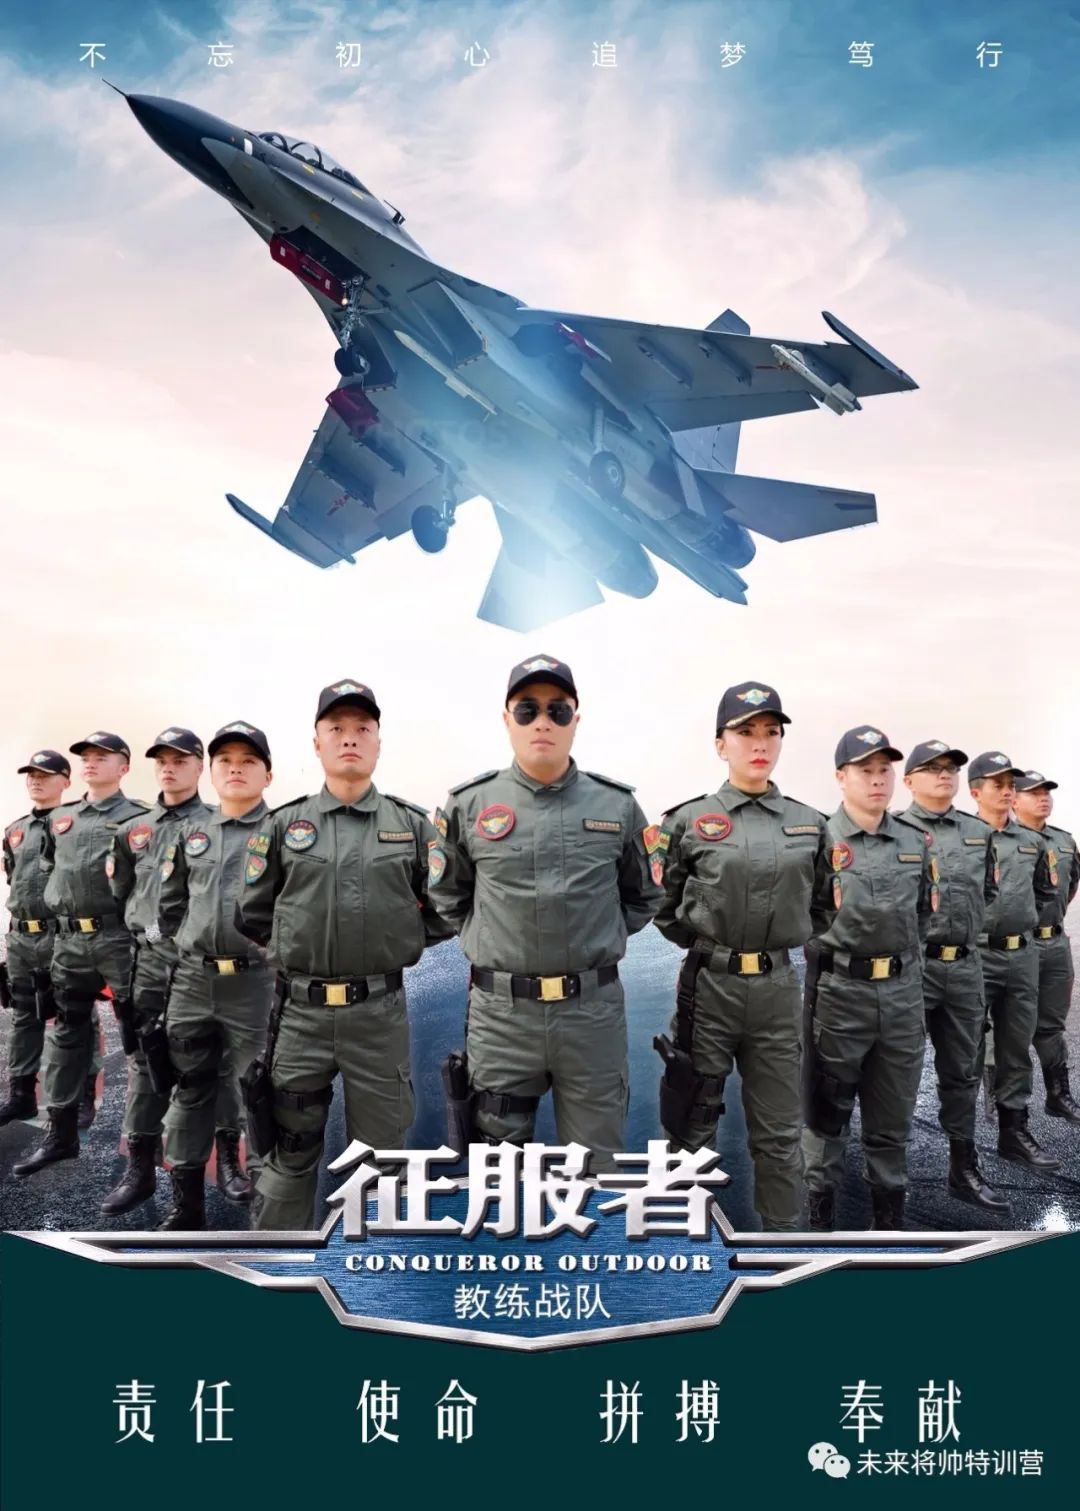 不忘初心追梦笃行
征服者
CONQUEROR OUTDOOR
教练战队
责任 使命 拼搏 奉献
未来将帅特训营